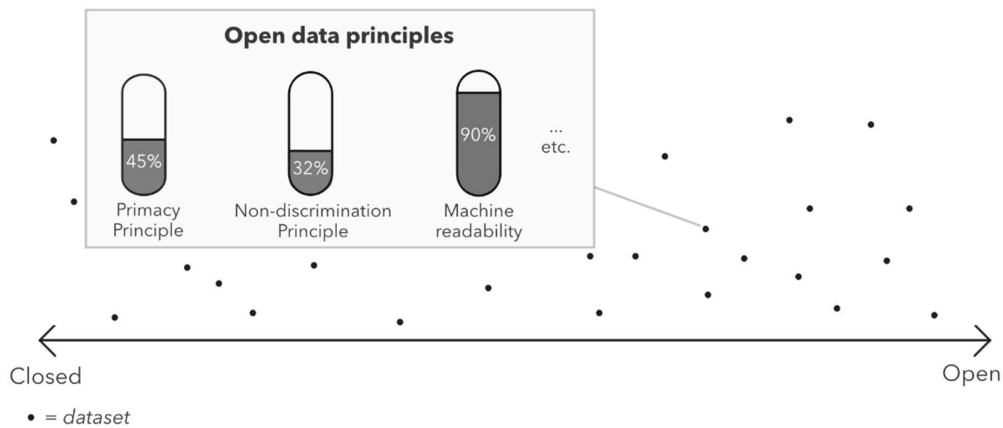 Open data principles
45%
32%
90%
...
etc.
Primacy
Principle
Non-discrimination
Principle
Machine
readability
Closed
Open
• = dataset